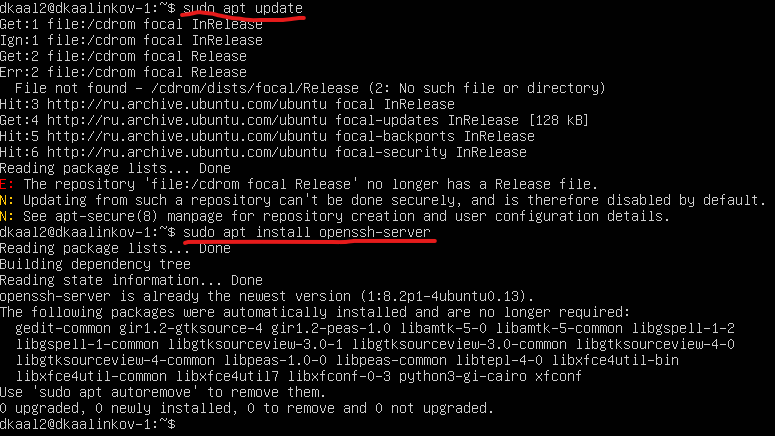 dkaal2@dkaalinkov-1:~$ sudo apt update
Get:1 file:/cdrom focal InRelease
Ign:1 file:/cdrom focal InRelease
Get:2 file:/cdrom focal Release
Err:2 file:/cdrom focal Release
  File not found - /cdrom/dists/focal/Release (2: No such file or directory)
Hit:3 http://ru.archive.ubuntu.com/ubuntu focal InRelease
Get:4 http://ru.archive.ubuntu.com/ubuntu focal-updates InRelease [128 kB]
Hit:5 http://ru.archive.ubuntu.com/ubuntu focal-backports InRelease
Hit:6 http://ru.archive.ubuntu.com/ubuntu focal-security InRelease
Reading package lists... Done
E: The repository 'file:/cdrom focal Release' no longer has a Release file.
N: Updating from such a repository can't be done securely, and is therefore disabled by default.
N: See apt-secure(8) manpage for repository creation and user configuration details.
dkaal2@dkaalinkov-1:~$ sudo apt install openssh-server
Reading package lists... Done
Building dependency tree
Reading state information... Done
openssh-server is already the newest version (1:8.2p1-4ubuntu0.13).
The following packages were automatically installed and are no longer required:
  gedit-common gir1.2-gtksource-4 gir1.2-peas-1.0 libamtk-5-0 libamtk-5-common libgspell-1-2
  libgspell-1-common libgtksourceview-3.0-1 libgtksourceview-3.0-common libgtksourceview-4-0
  libgtksourceview-4-common libpeas-1.0-0 libpeas-common libtepl-4-0 libxfce4util-bin
  libxfce4util-common libxfce4util7 libxfconf-0-3 python3-gi-cairo xfconf
Use 'sudo apt autoremove' to remove them.
0 upgraded, 0 newly installed, 0 to remove and 0 not upgraded.
dkaal2@dkaalinkov-1:~$